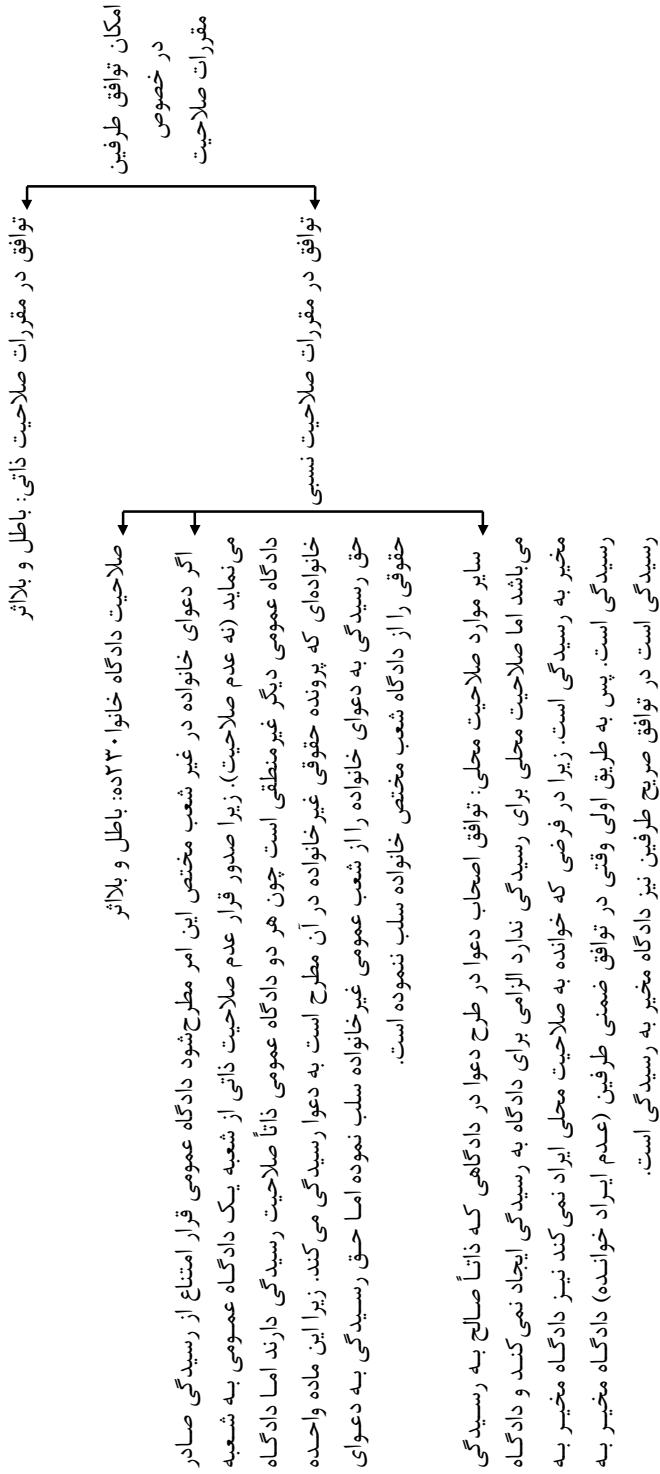 امکان توافق طرفین
در خصوص
مقررات صلاحیت
توافق در مقررات صلاحیت ذاتی: باطل و بلااثر
توافق در مقررات صلاحیت نسبی
صلاحیت دادگاه خانوا۲۳۰ده: باطل و بلااثر
اگر دعوای خانواده در غیر شعب مختص این امر مطرح‌شود دادگاه عمومی قرار امتناع از رسیدگی صادر
می‌نماید (نه عدم صلاحیت). زیرا صدور قرار عدم صلاحیت ذاتی از شعبه یک دادگاه عمومی به شعبه
دادگاه عمومی دیگر غیرمنطقی است چون هر دو دادگاه عمومی ذاتاً صلاحیت رسیدگی دارند اما دادگاه
خانواده‌ای که پرونده حقوقی غیرخانواده در آن مطرح است به دعوا رسیدگی می‌کند. زیرا این ماده واحده
حق رسیدگی به دعوای خانواده را از شعب عمومی غیرخانواده سلب نموده اما حق رسیدگی به دعوای
حقوقی را از دادگاه شعب مختص خانواده سلب ننموده است.
سایر موارد صلاحیت محلی: توافق اصحاب دعوا در طرح دعوا در دادگاهی که ذاتاً صالح به رسیدگی
می‌باشد اما صلاحیت محلی برای رسیدگی ندارد الزامی برای دادگاه به رسیدگی ایجاد نمی‌کند و دادگاه
مخیر به رسیدگی است. زیرا در فرضی که خوانده به صلاحیت محلی ایراد نمی‌کند نیز دادگاه مخیر به
رسیدگی است. پس به طریق اولی وقتی در توافق ضمنی طرفین (عدم ایراد خوانده) دادگاه مخیر به
رسیدگی است در توافق صریح طرفین نیز دادگاه مخیر به رسیدگی است.